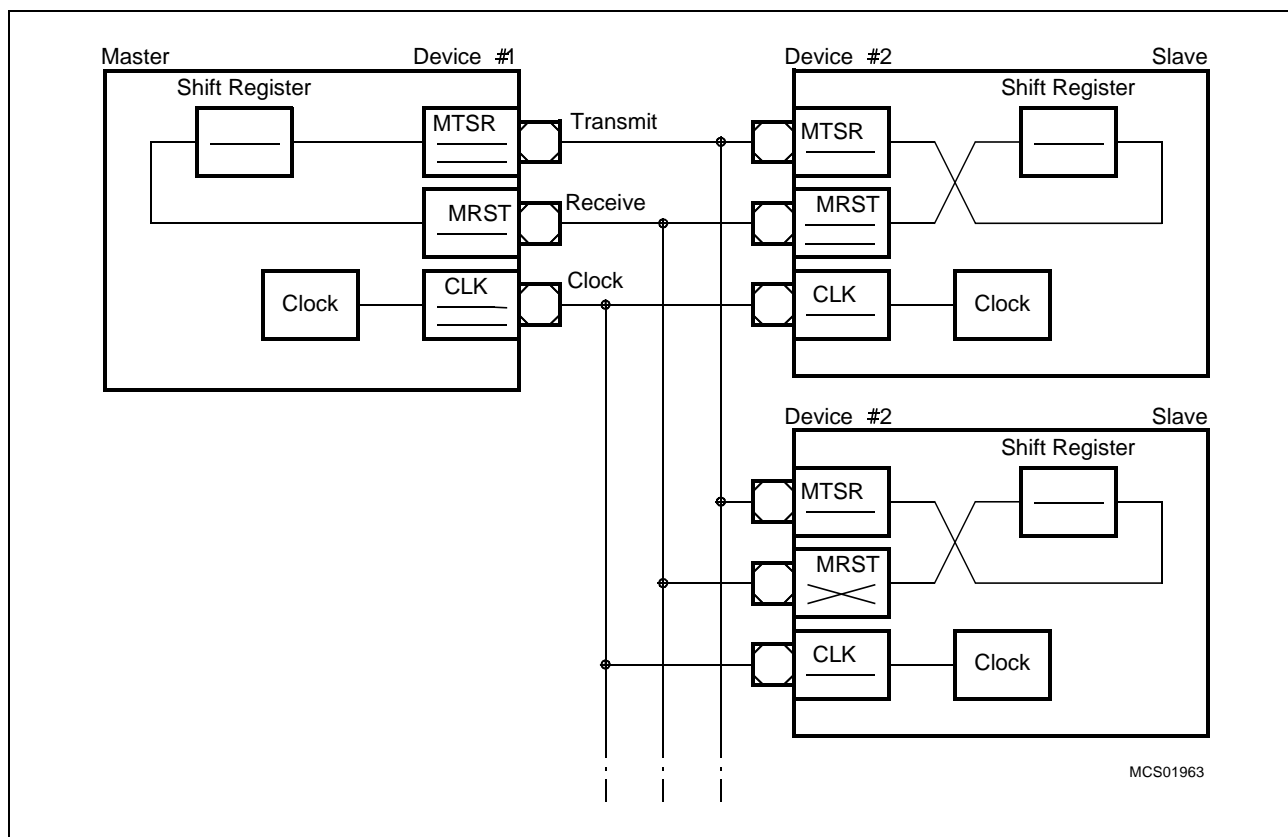 Master Device #1
Shift Register
MTSR
Transmit
MRST
Receive
Clock
CLK
Clock
Device #2 Slave
Shift Register
MTSR
MRST
CLK
Clock
Device #2 Slave
Shift Register
MTSR
MRST
CLK
Clock
MCS01963